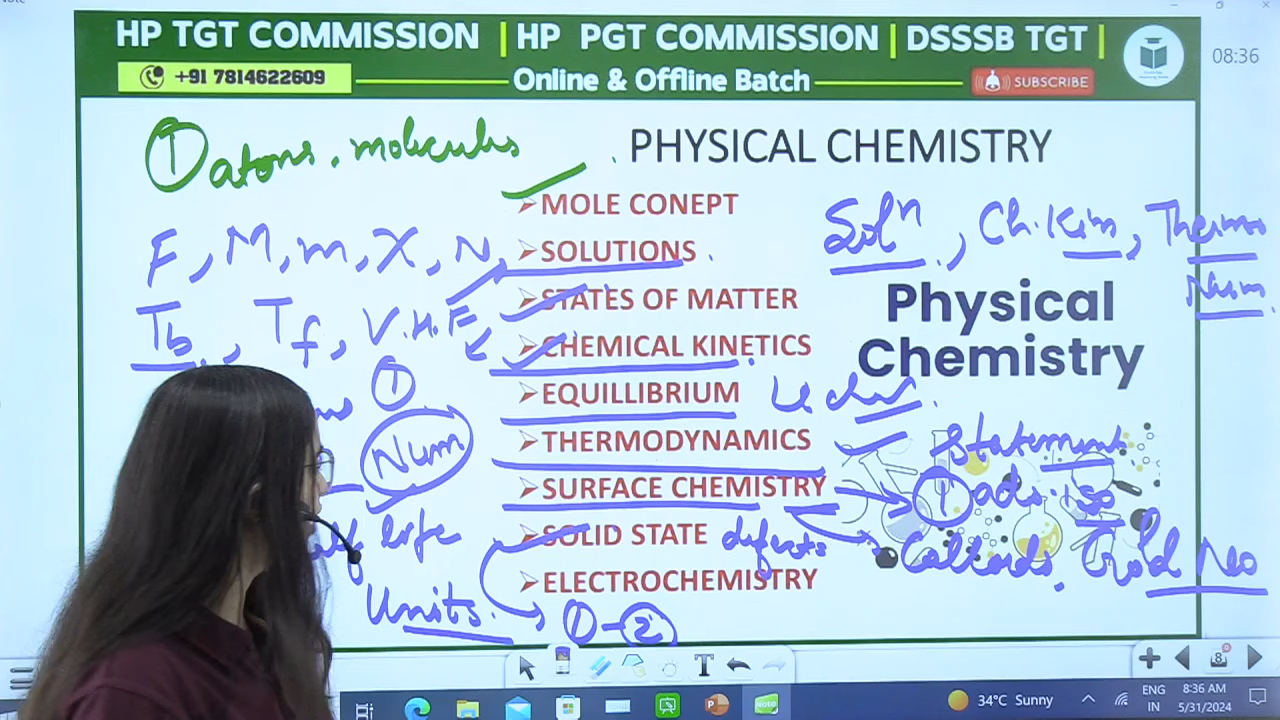 HP TGT COMMISSION | HP PGT COMMISSION | DSSSB TGT |
08:36
+91 7814622609
Online & Offline Batch
SUBSCRIBE
① atoms, molecules
PHYSICAL CHEMISTRY
➢MOLE CONEPT
➢SOLUTIONS
➢STATES OF MATTER
➢CHEMICAL KINETICS
➢EQUILLIBRIUM
➢THERMODYNAMICS
➢SURFACE CHEMISTRY
➢SOLID STATE
➢ELECTROCHEMISTRY
F, M, m, X, N
Tb, Tf, V.H.F
①
Num
life
Units
① - ②
defects
Solⁿ, Ch. Kin, Thermo
Num
Physical
Chemistry
Statement
① ads. iso
Colloids, Gold No
34°C Sunny
ENG
IN
8:36 AM
5/31/2024